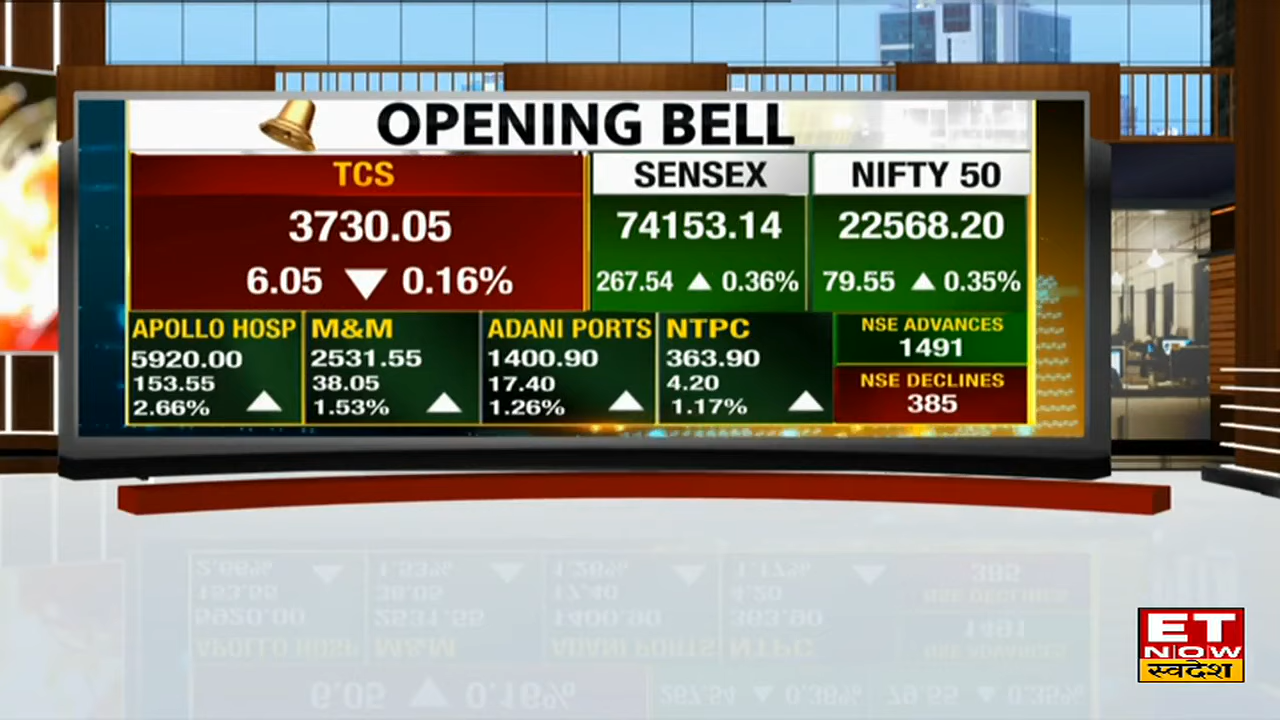 OPENING BELL
TCS
3730.05
6.05 ▼ 0.16%
SENSEX
74153.14
267.54 ▲ 0.36%
NIFTY 50
22568.20
79.55 ▲ 0.35%
APOLLO HOSP
5920.00
153.55
2.66% ▲
M&M
2531.55
38.05
1.53% ▲
ADANI PORTS
1400.90
17.40
1.26% ▲
NTPC
363.90
4.20
1.17% ▲
NSE ADVANCES
1491
NSE DECLINES
385
ET
NOW
स्वदेश